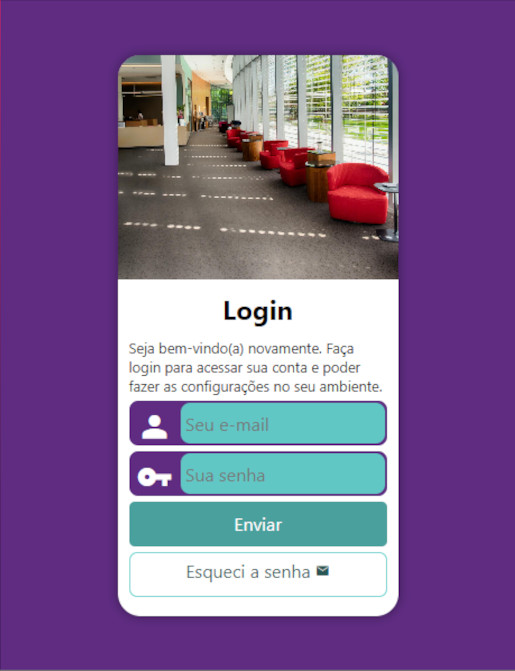 Login
Seja bem-vindo(a) novamente. Faça
login para acessar sua conta e poder
fazer as configurações no seu ambiente.
Seu e-mail
Sua senha
Enviar
Esqueci a senha